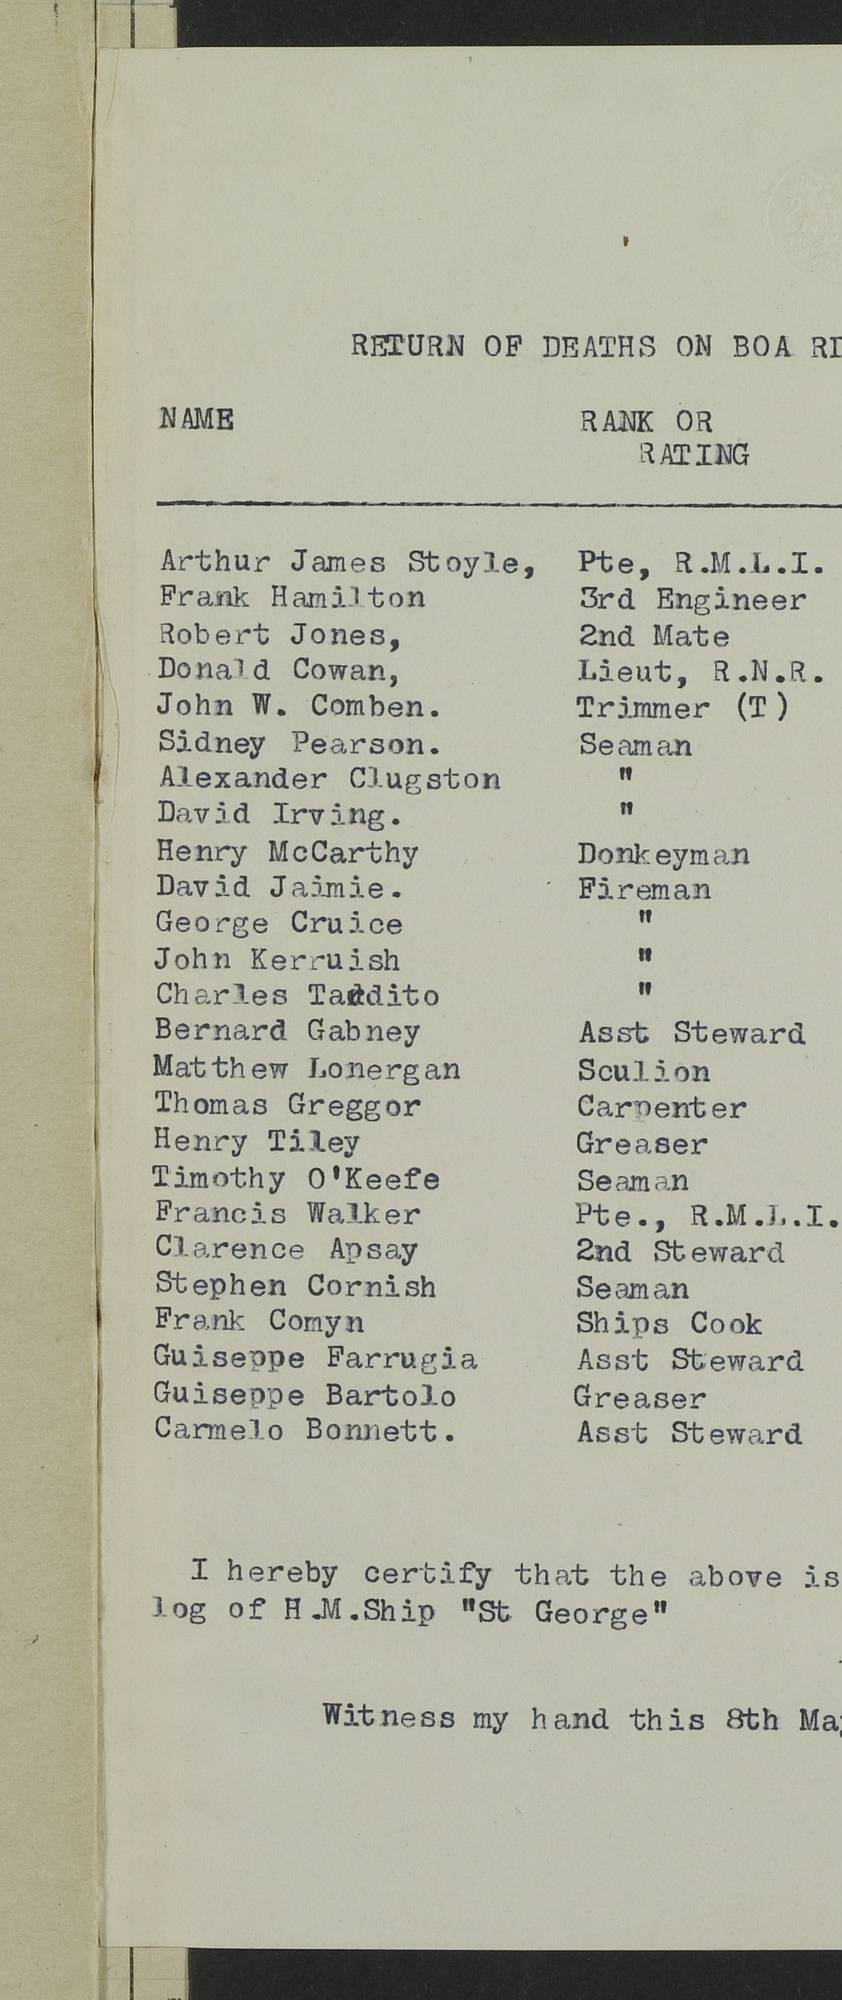 RETURN OF DEATHS ON BOA RD
NAME RANK OR
RATING
Arthur James Stoyle, Pte, R.M.L.I.
Frank Hamilton 3rd Engineer
Robert Jones, 2nd Mate
Donald Cowan, Lieut, R.N.R.
John W. Comben. Trimmer (T)
Sidney Pearson. Seaman
Alexander Clugston "
David Irving. "
Henry McCarthy Donkeyman
David Jaimie. Fireman
George Cruice "
John Kerruish "
Charles "
Bernard Gabney Asst Steward
Matthew Lonergan Sculion
Thomas Greggor Carpenter
Henry Tiley Greaser
Timothy O'Keefe Seaman
Francis Walker Pte., R.M.L.I.
Clarence Apsay 2nd Steward
Stephen Cornish Seaman
Frank Comyn Ships Cook
Guiseppe Farrugia Asst Steward
Guiseppe Bartolo Greaser
Carmelo Bonnett. Asst Steward
I hereby certify that the above is
log of H.M.Ship "St George"
Witness my hand this 8th May